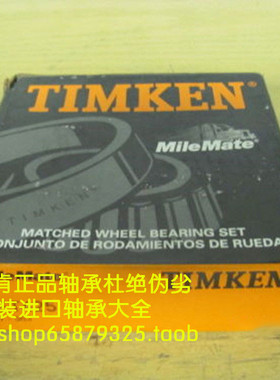 TIMKEN®
MileMate®
TIMKEN
MATCHED WHEEL BEARING SET
CONJUNTO DE RODAMIENTOS DE RUEDA
肯正品轴承杜绝伪劣
TIMKEN
装进口轴承大全
shop65879325.taob